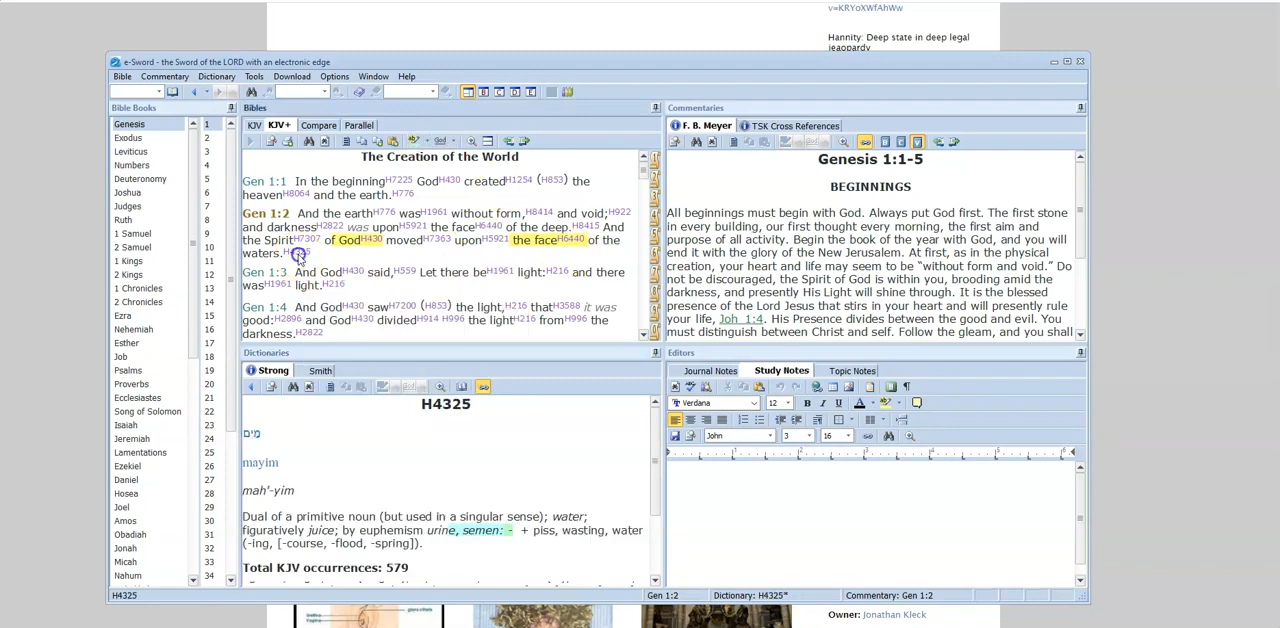 v=KRYoXWfAhWw
Hannity: Deep state in deep legal
jeapordy
e-Sword - the Sword of the LORD with an electronic edge
Bible Commentary Dictionary Tools Download Options Window Help
Bible Books
Genesis
Exodus
Leviticus
Numbers
Deuteronomy
Joshua
Judges
Ruth
1 Samuel
2 Samuel
1 Kings
2 Kings
1 Chronicles
2 Chronicles
Ezra
Nehemiah
Esther
Job
Psalms
Proverbs
Ecclesiastes
Song of Solomon
Isaiah
Jeremiah
Lamentations
Ezekiel
Daniel
Hosea
Joel
Amos
Obadiah
Jonah
Micah
Nahum
1
2
3
4
5
6
7
8
9
10
11
12
13
14
15
16
17
18
19
20
21
22
23
24
25
26
27
28
29
30
31
32
33
34
Bibles
KJV KJV+ Compare Parallel
The Creation of the World
Gen 1:1 In the beginningH7225 GodH430 createdH1254 (H853) the
heavenH8064 and the earth.H776
Gen 1:2 And the earthH776 wasH1961 without form,H8414 and void;H922
and darknessH2822 was uponH5921 the faceH6440 of the deep.H8415 And
the SpiritH7307 of GodH430 movedH7363 uponH5921 the faceH6440 of the
waters.
Gen 1:3 And GodH430 said,H559 Let there beH1961 light:H216 and there
wasH1961 light.H216
Gen 1:4 And GodH430 sawH7200 (H853) the light,H216 thatH3588 it was
good:H2896 and GodH430 dividedH914 H996 the lightH216 fromH996 the
darkness.H2822
Commentaries
F. B. Meyer TSK Cross References
Genesis 1:1-5
BEGINNINGS
All beginnings must begin with God. Always put God first. The first stone
in every building, our first thought every morning, the first aim and
purpose of all activity. Begin the book of the year with God, and you will
end it with the glory of the New Jerusalem. At first, as in the physical
creation, your heart and life may seem to be “without form and void.” Do
not be discouraged, the Spirit of God is within you, brooding amid the
darkness, and presently His Light will shine through. It is the blessed
presence of the Lord Jesus that stirs in your heart and will presently rule
your life, Joh_1:4. His Presence divides between the good and evil. You
must distinguish between Christ and self. Follow the gleam, and you shall
Dictionaries
Strong Smith
H4325
מַיִם
mayim
mah'-yim
Dual of a primitive noun (but used in a singular sense); water;
figuratively juice; by euphemism urine, semen: - + piss, wasting, water
(-ing, [-course, -flood, -spring]).
Total KJV occurrences: 579
Editors
Journal Notes Study Notes Topic Notes
Verdana 12 B I U A
John 3 16
1 2 3 4 5 6
H4325 Gen 1:2 Dictionary: H4325* Commentary: Gen 1:2
Owner: Jonathan Kleck